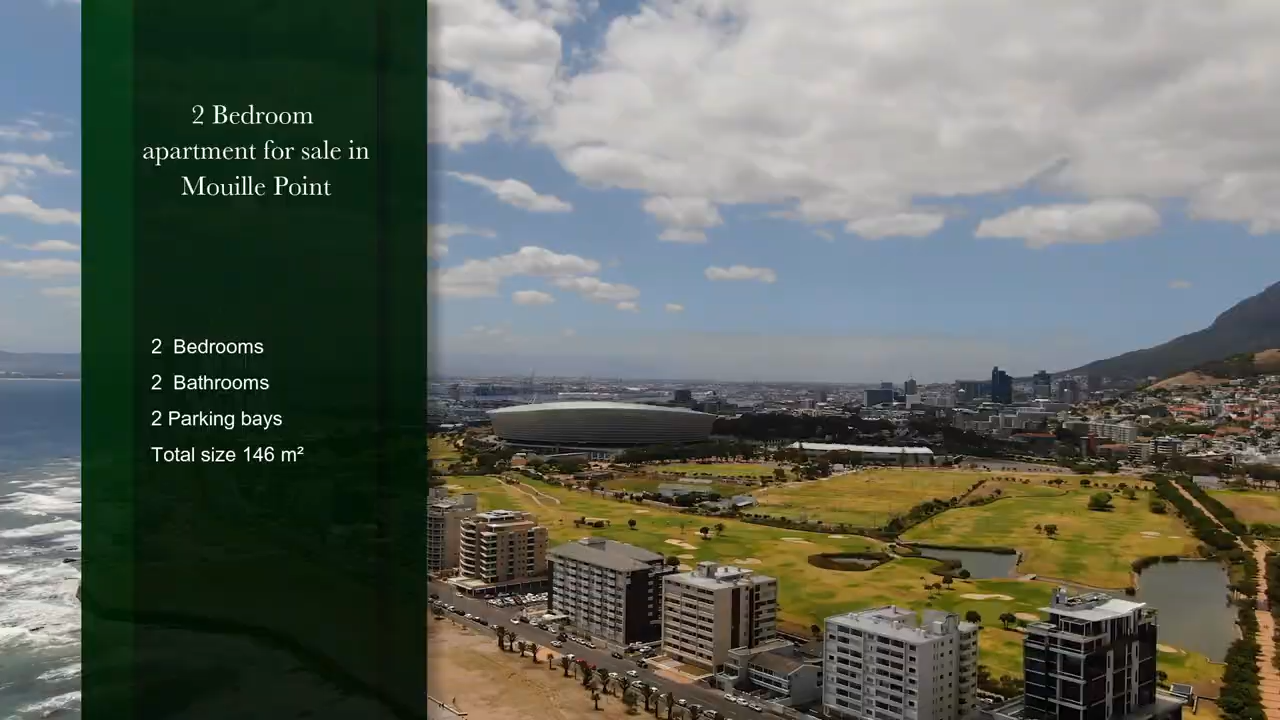 2 Bedroom
apartment for sale in
Mouille Point
2 Bedrooms
2 Bathrooms
2 Parking bays
Total size 146 m²